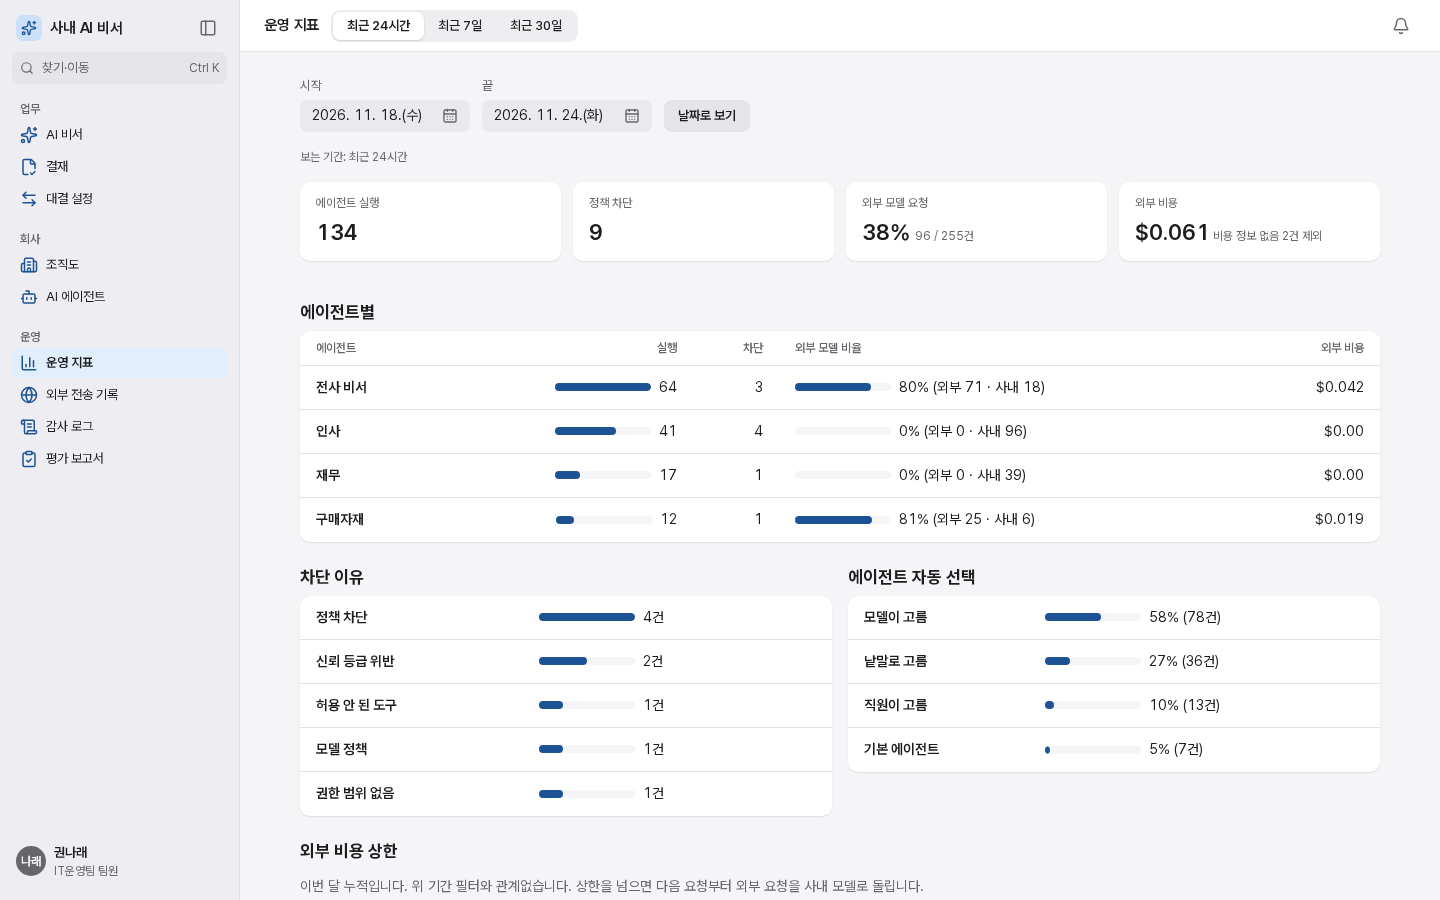 사내 AI 비서
찾기·이동 Ctrl K
업무
AI 비서
결재
대결 설정
회사
조직도
AI 에이전트
운영
운영 지표
외부 전송 기록
감사 로그
평가 보고서
나래
권나래
IT운영팀 팀원
운영 지표 최근 24시간 최근 7일 최근 30일
시작 끝
2026. 11. 18.(수) 2026. 11. 24.(화) 날짜로 보기
보는 기간: 최근 24시간
에이전트 실행
134
정책 차단
9
외부 모델 요청
38% 96 / 255건
외부 비용
$0.061 비용 정보 없음 2건 제외
에이전트별
에이전트 실행 차단 외부 모델 비율 외부 비용
전사 비서 64 3 80% (외부 71 · 사내 18) $0.042
인사 41 4 0% (외부 0 · 사내 96) $0.00
재무 17 1 0% (외부 0 · 사내 39) $0.00
구매자재 12 1 81% (외부 25 · 사내 6) $0.019
차단 이유
정책 차단 4건
신뢰 등급 위반 2건
허용 안 된 도구 1건
모델 정책 1건
권한 범위 없음 1건
에이전트 자동 선택
모델이 고름 58% (78건)
낱말로 고름 27% (36건)
직원이 고름 10% (13건)
기본 에이전트 5% (7건)
외부 비용 상한
이번 달 누적입니다. 위 기간 필터와 관계없습니다. 상한을 넘으면 다음 요청부터 외부 요청을 사내 모델로 돌립니다.